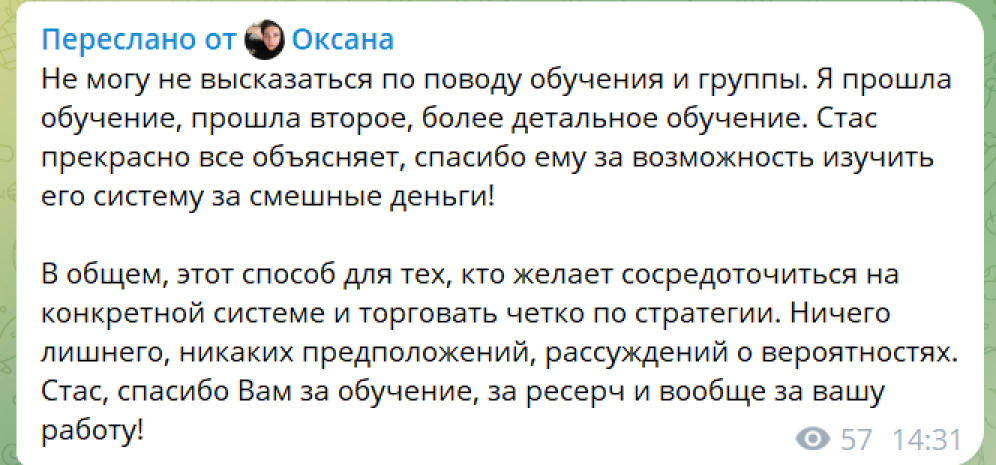 Переслано от Оксана
Не могу не высказаться по поводу обучения и группы. Я прошла
обучение, прошла второе, более детальное обучение. Стас
прекрасно все объясняет, спасибо ему за возможность изучить
его систему за смешные деньги!
В общем, этот способ для тех, кто желает сосредоточиться на
конкретной системе и торговать четко по стратегии. Ничего
лишнего, никаких предположений, рассуждений о вероятностях.
Стас, спасибо Вам за обучение, за ресерч и вообще за вашу
работу!
57 14:31